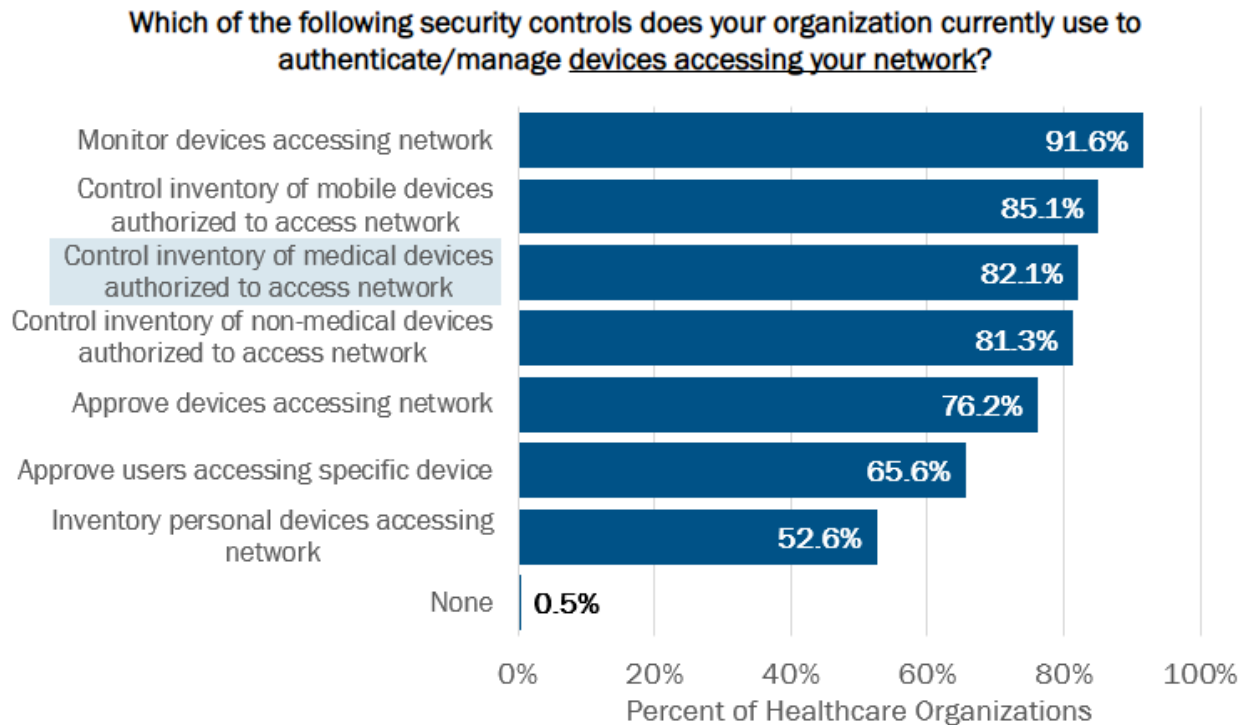 Which of the following security controls does your organization currently use to
authenticate/manage devices accessing your network?
Monitor devices accessing network
91.6%
Control inventory of mobile devices
authorized to access network
85.1%
Control inventory of medical devices
authorized to access network
82.1%
Control inventory of non-medical devices
authorized to access network
81.3%
Approve devices accessing network
76.2%
Approve users accessing specific device
65.6%
Inventory personal devices accessing
network
52.6%
None
0.5%
0% 20% 40% 60% 80% 100%
Percent of Healthcare Organizations